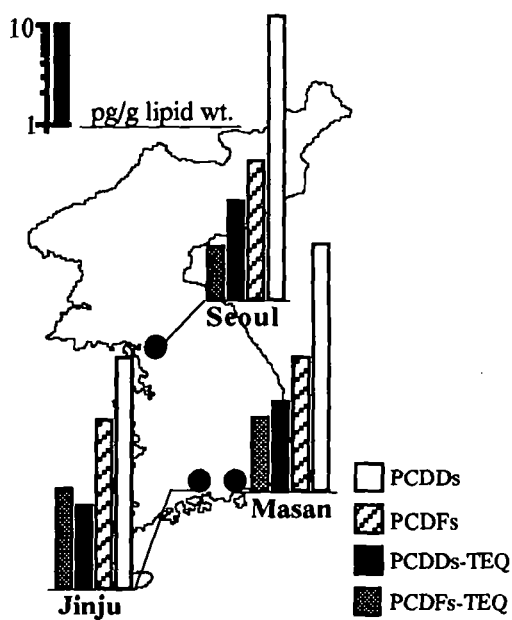 10
1
pg/g lipid wt.
Seoul
Masan
Jinju
PCDDs
PCDFs
PCDDs-TEQ
PCDFs-TEQ